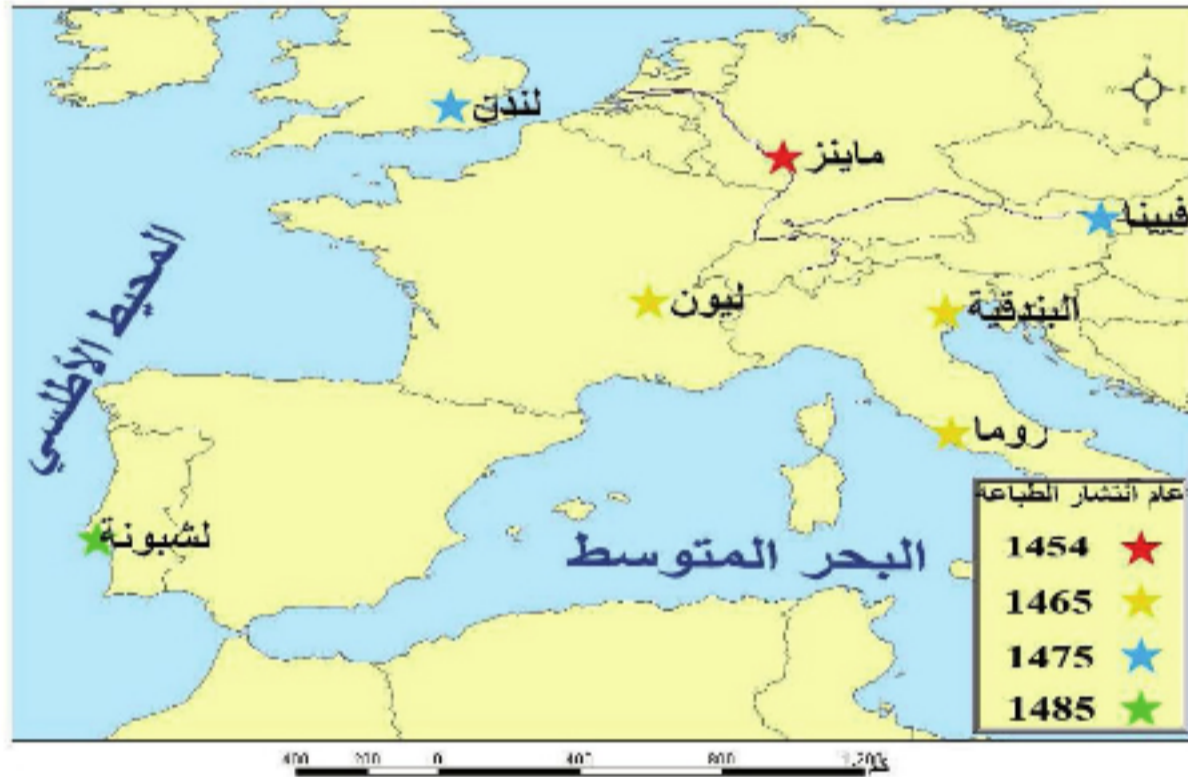 لندن
ماينز
فيينا
ليون
البندقية
روما
لشبونة
المحيط الأطلسي
البحر المتوسط
عام انتشار الطباعة
1454
1465
1475
1485
N
E
S
W
400 200 0 400 800 1,200 كم